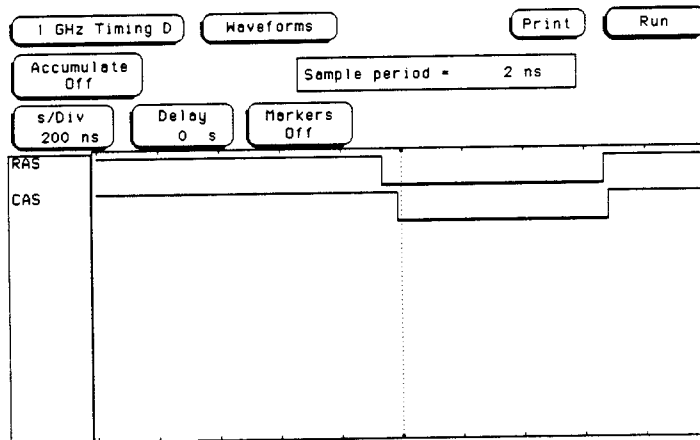 1 GHz Timing D Waveforms Print Run
Accumulate
Off
Sample period = 2 ns
s/Div
200 ns
Delay
0 s
Markers
Off
RAS
CAS